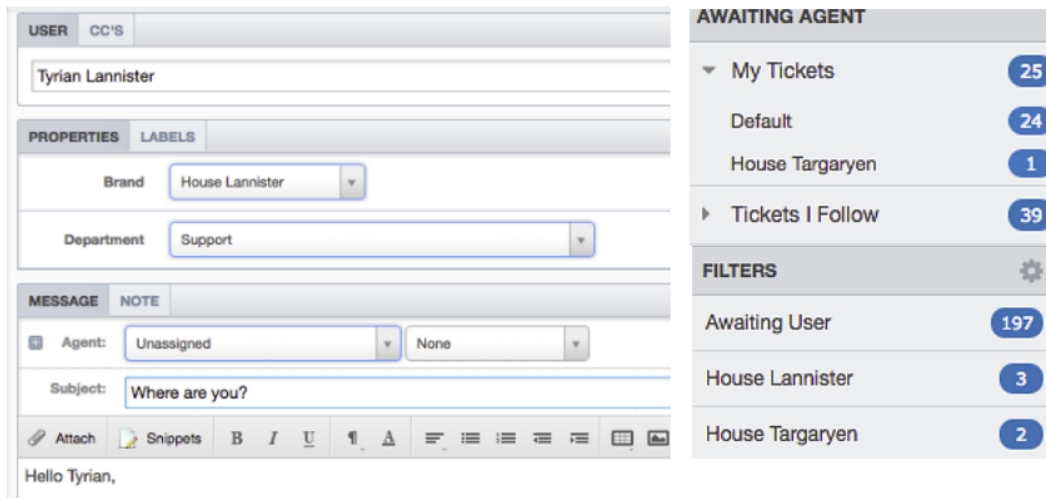 USER CC'S
Tyrian Lannister
PROPERTIES LABELS
Brand House Lannister
Department Support
MESSAGE NOTE
Agent: Unassigned None
Subject: Where are you?
Attach Snippets B I U ¶ A
Hello Tyrian,
AWAITING AGENT
My Tickets 25
Default 24
House Targaryen 1
Tickets I Follow 39
FILTERS
Awaiting User 197
House Lannister 3
House Targaryen 2